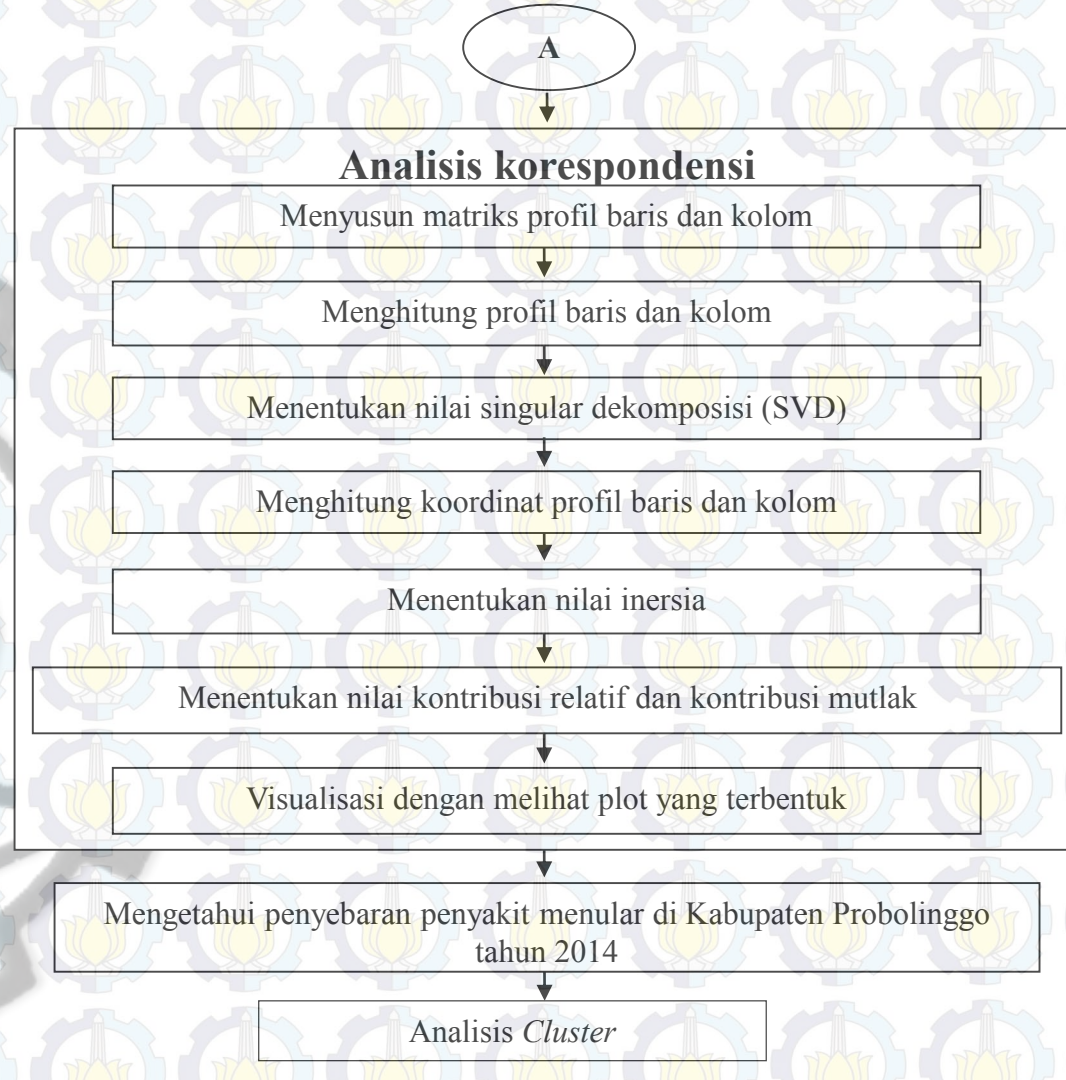 A
Analisis korespondensi
Menyusun matriks profil baris dan kolom
Menghitung profil baris dan kolom
Menentukan nilai singular dekomposisi (SVD)
Menghitung koordinat profil baris dan kolom
Menentukan nilai inersia
Menentukan nilai kontribusi relatif dan kontribusi mutlak
Visualisasi dengan melihat plot yang terbentuk
Mengetahui penyebaran penyakit menular di Kabupaten Probolinggo
tahun 2014
Analisis Cluster